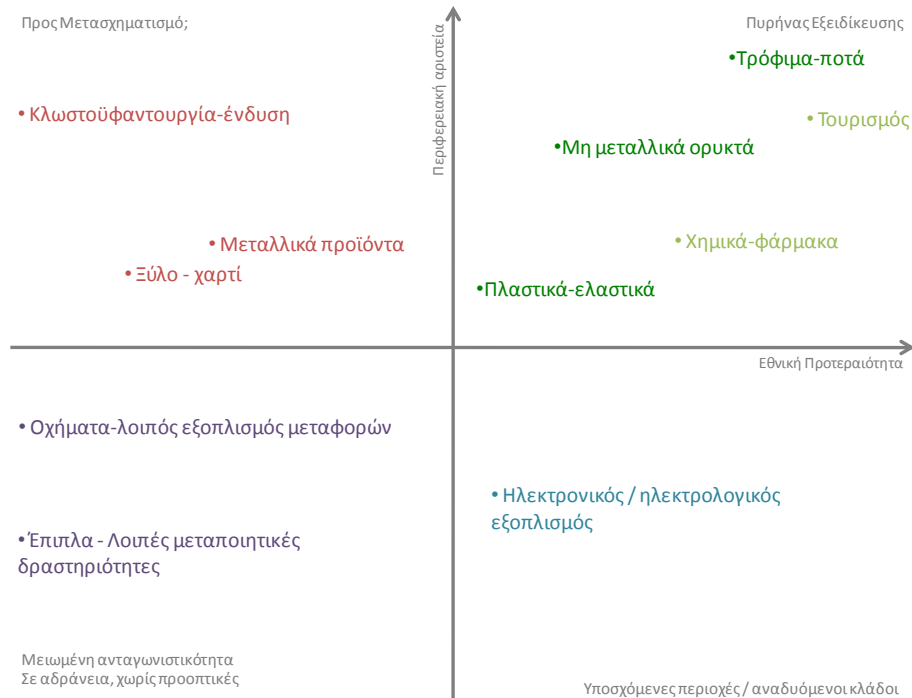 Προς Μετασχηματισμό;
Πυρήνας Εξειδίκευσης
Περιφερειακή αριστεία
•Τρόφιμα-ποτά
• Κλωστοϋφαντουργία-ένδυση
• Τουρισμός
•Μη μεταλλικά ορυκτά
• Μεταλλικά προϊόντα
• Χημικά-φάρμακα
• Ξύλο - χαρτί
•Πλαστικά-ελαστικά
Εθνική Προτεραιότητα
• Οχήματα-λοιπός εξοπλισμός μεταφορών
• Ηλεκτρονικός / ηλεκτρολογικός
εξοπλισμός
• Έπιπλα - Λοιπές μεταποιητικές
δραστηριότητες
Μειωμένη ανταγωνιστικότητα
Σε αδράνεια, χωρίς προοπτικές
Υποσχόμενες περιοχές / αναδυόμενοι κλάδοι